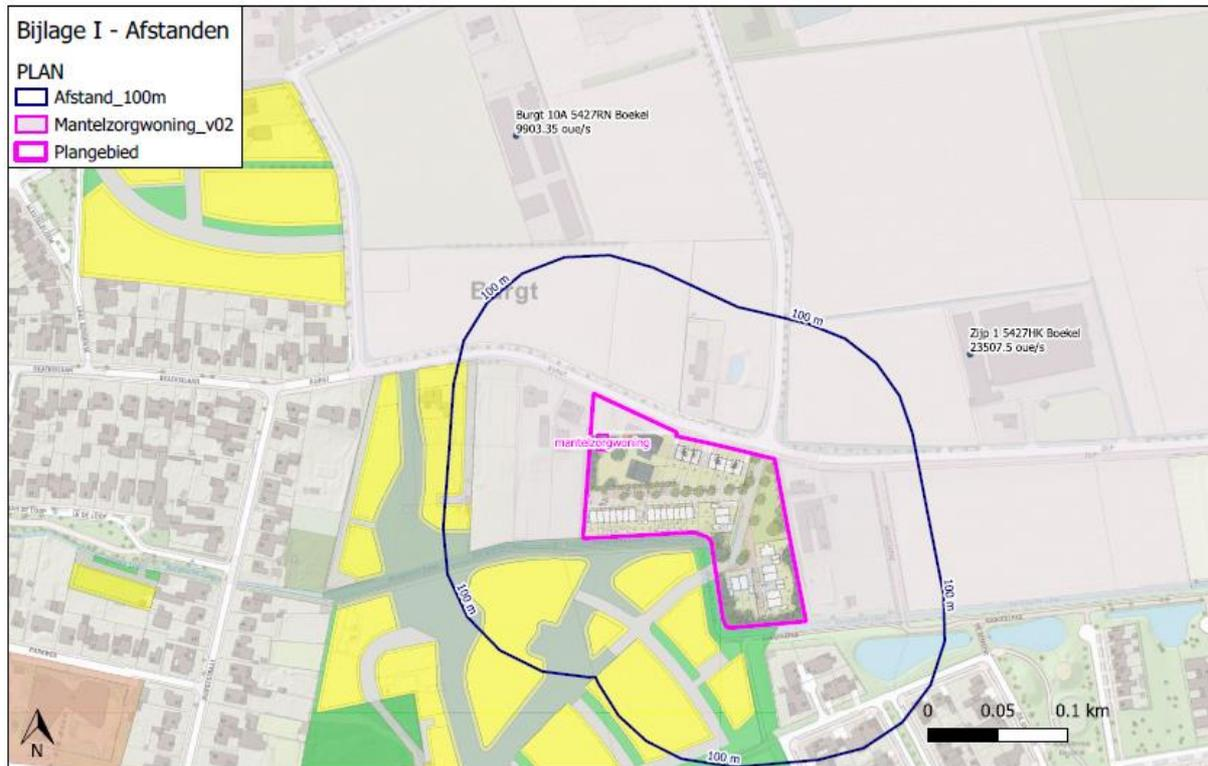 Bijlage I - Afstanden
PLAN
Afstand_100m
Mantelzorgwoning_v02
Plangebied
Burgt 10A 5427RN Boekel
9903.35 oue/s
Burgt
100 m
100 m
Zijp 1 5427HK Boekel
23507.5 oue/s
mantelzorgwoning
100 m
100 m
100 m
0 0.05 0.1 km
N